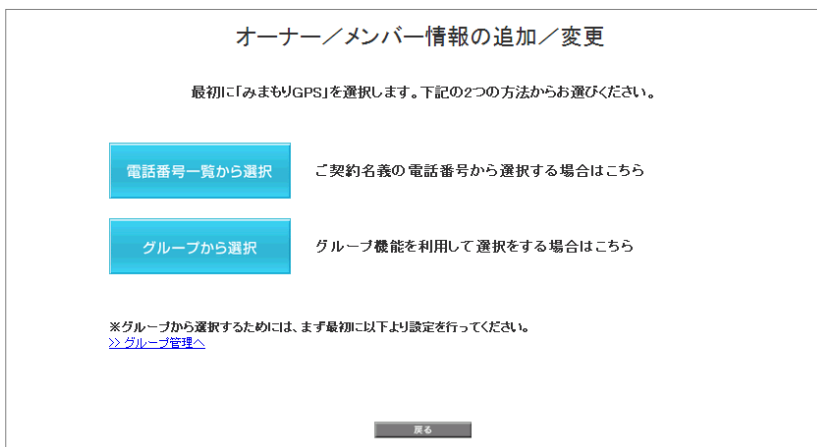 オーナー／メンバー情報の追加／変更
最初に「みまもりGPS」を選択します。下記の2つの方法からお選びください。
電話番号一覧から選択
ご契約名義の電話番号から選択する場合はこちら
グループから選択
グループ機能を利用して選択をする場合はこちら
※グループから選択するためには、まず最初に以下より設定を行ってください。
>> グループ管理へ
戻る